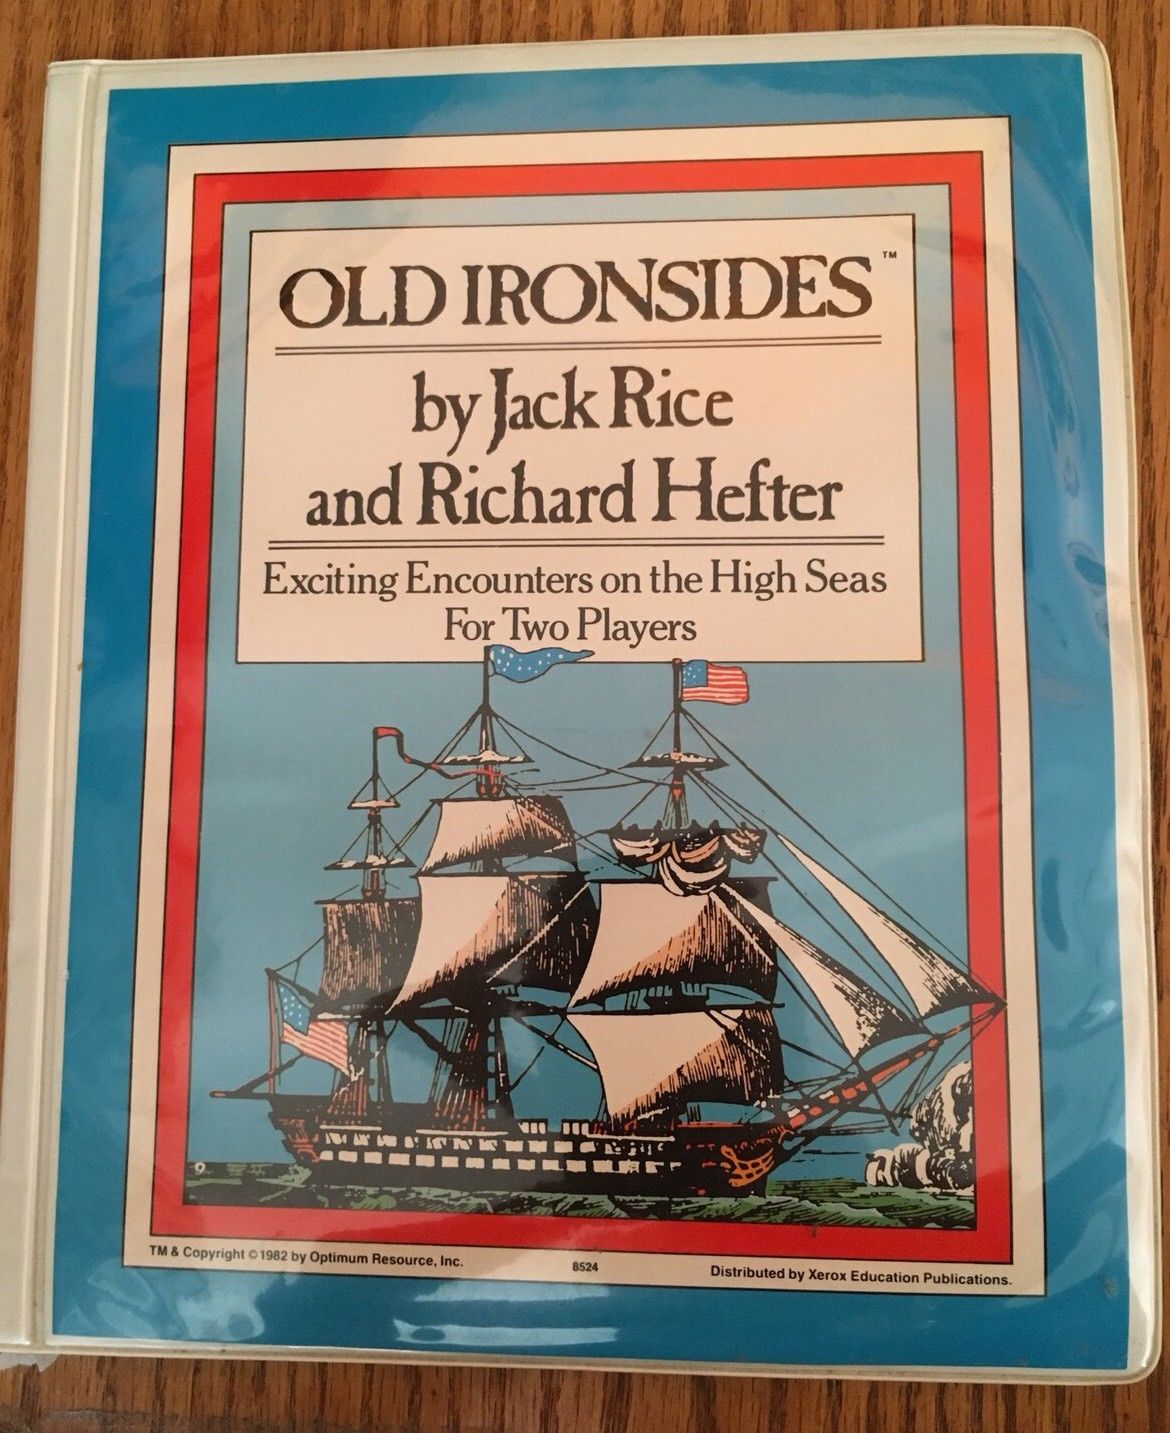 OLD IRONSIDES™
by Jack Rice
and Richard Hefter
Exciting Encounters on the High Seas
For Two Players
TM & Copyright © 1982 by Optimum Resource, Inc.
8524
Distributed by Xerox Education Publications.